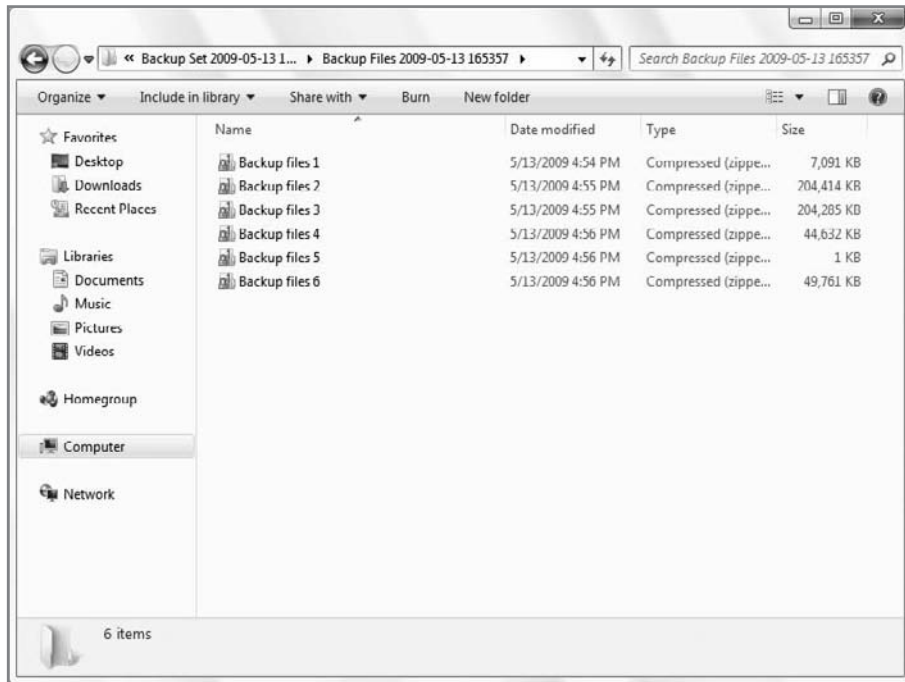 « Backup Set 2009-05-13 1... ▸ Backup Files 2009-05-13 165357 ▸ Search Backup Files 2009-05-13 165357
Organize Include in library Share with Burn New folder
Name Date modified Type Size
Favorites
Desktop
Downloads
Recent Places
Libraries
Documents
Music
Pictures
Videos
Homegroup
Computer
Network
Backup files 1 5/13/2009 4:54 PM Compressed (zippe... 7,091 KB
Backup files 2 5/13/2009 4:55 PM Compressed (zippe... 204,414 KB
Backup files 3 5/13/2009 4:55 PM Compressed (zippe... 204,285 KB
Backup files 4 5/13/2009 4:56 PM Compressed (zippe... 44,632 KB
Backup files 5 5/13/2009 4:56 PM Compressed (zippe... 1 KB
Backup files 6 5/13/2009 4:56 PM Compressed (zippe... 49,761 KB
6 items